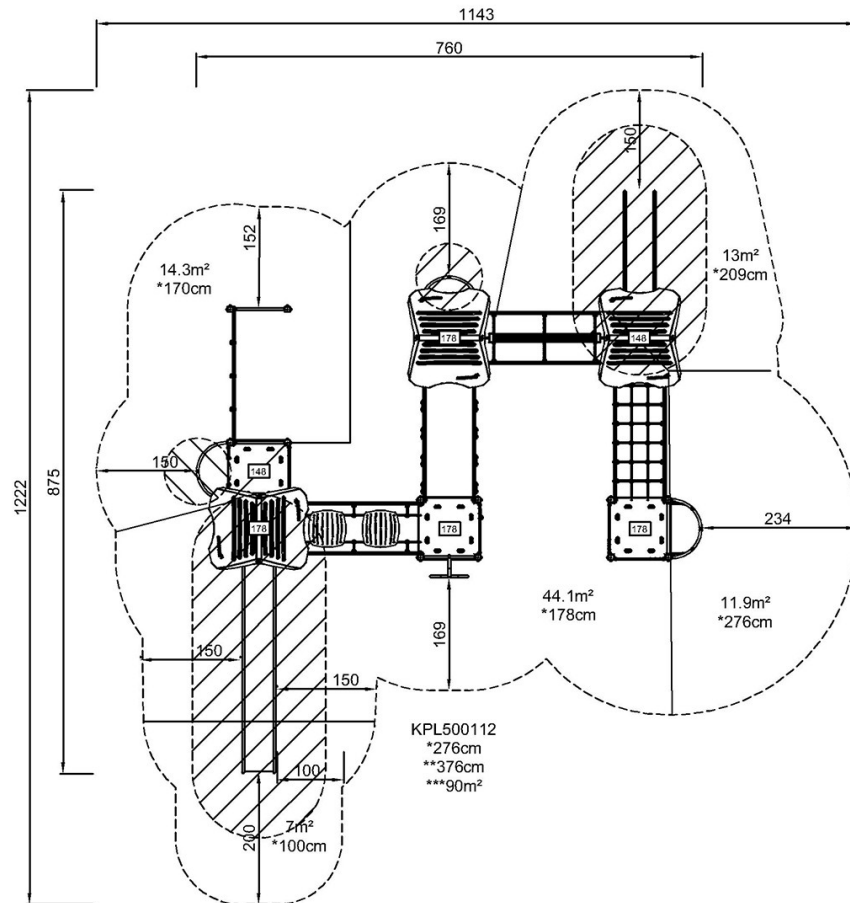 1143
760
150
169
152
14.3m²
*170cm
13m²
*209cm
178
148
1222
875
150
148
178
178
178
234
44.1m²
*178cm
11.9m²
*276cm
169
150
150
KPL500112
*276cm
**376cm
***90m²
100
200
7m²
*100cm